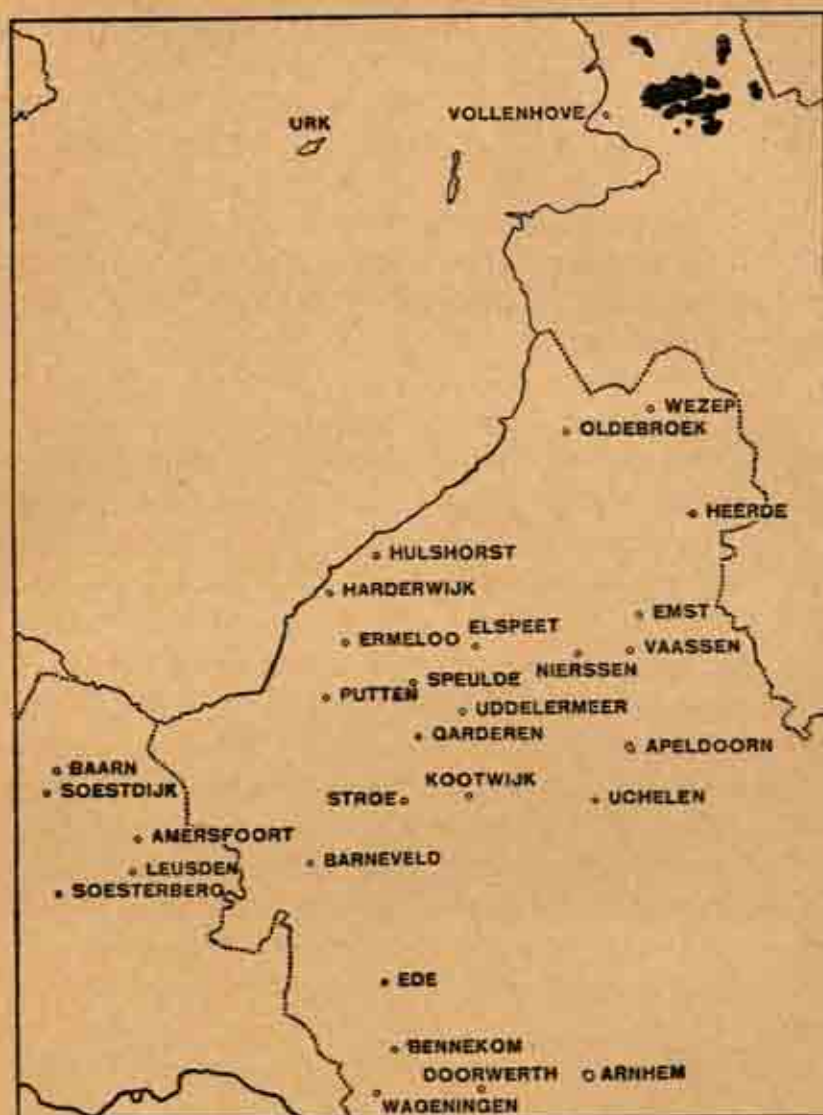 URK
VOLLENHOVE
WEZEP
OLDEBROEK
HEERDE
HULSHORST
HARDERWIJK
EMST
ELSPEET
ERMELOO
VAASSEN
NIERSSEN
SPEULDE
PUTTEN
UDDELERMEER
GARDEREN
APELDOORN
BAARN
KOOTWIJK
SOESTDIJK
STROE
UCHELEN
AMERSFOORT
BARNEVELD
LEUSDEN
SOESTERBERG
EDE
BENNEKOM
DOORWERTH
ARNHEM
WAGENINGEN